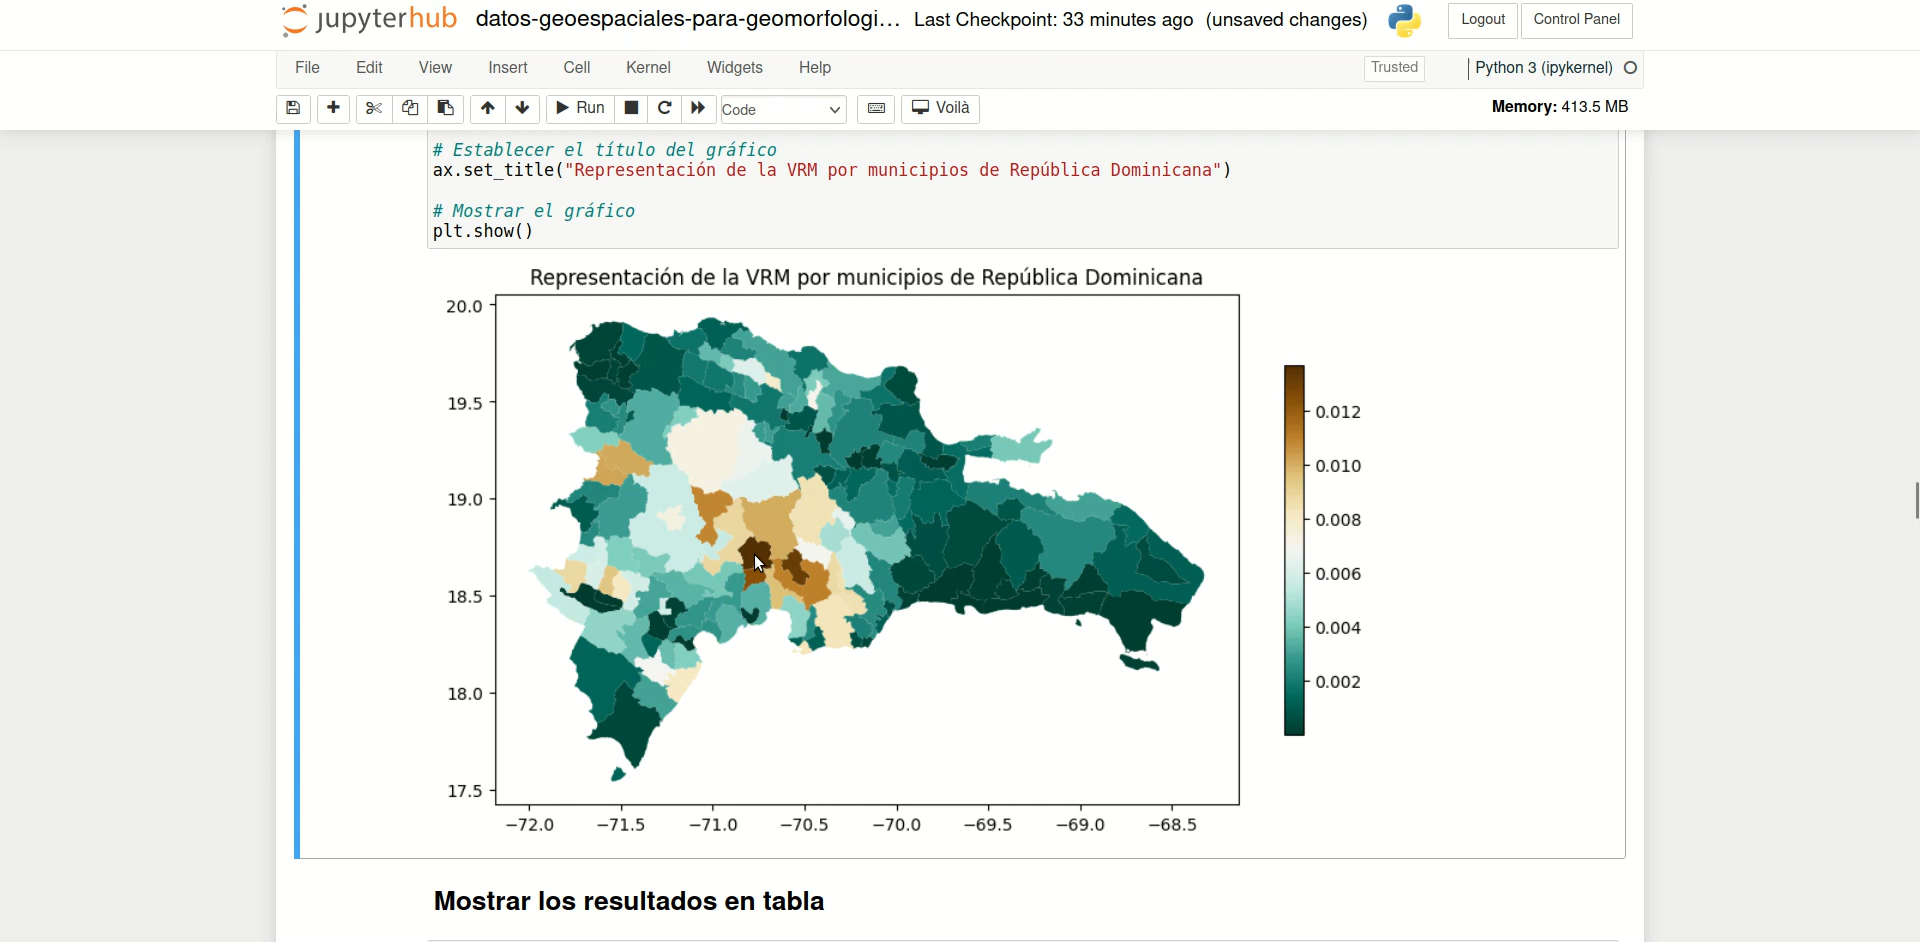 jupyterhub datos-geoespaciales-para-geomorfologi... Last Checkpoint: 33 minutes ago (unsaved changes) Logout Control Panel
File Edit View Insert Cell Kernel Widgets Help Trusted Python 3 (ipykernel)
Run Code Voilà Memory: 413.5 MB
# Establecer el título del gráfico
ax.set_title("Representación de la VRM por municipios de República Dominicana")
# Mostrar el gráfico
plt.show()
Representación de la VRM por municipios de República Dominicana
20.0
19.5
19.0
18.5
18.0
17.5
−72.0 −71.5 −71.0 −70.5 −70.0 −69.5 −69.0 −68.5
0.012
0.010
0.008
0.006
0.004
0.002
Mostrar los resultados en tabla